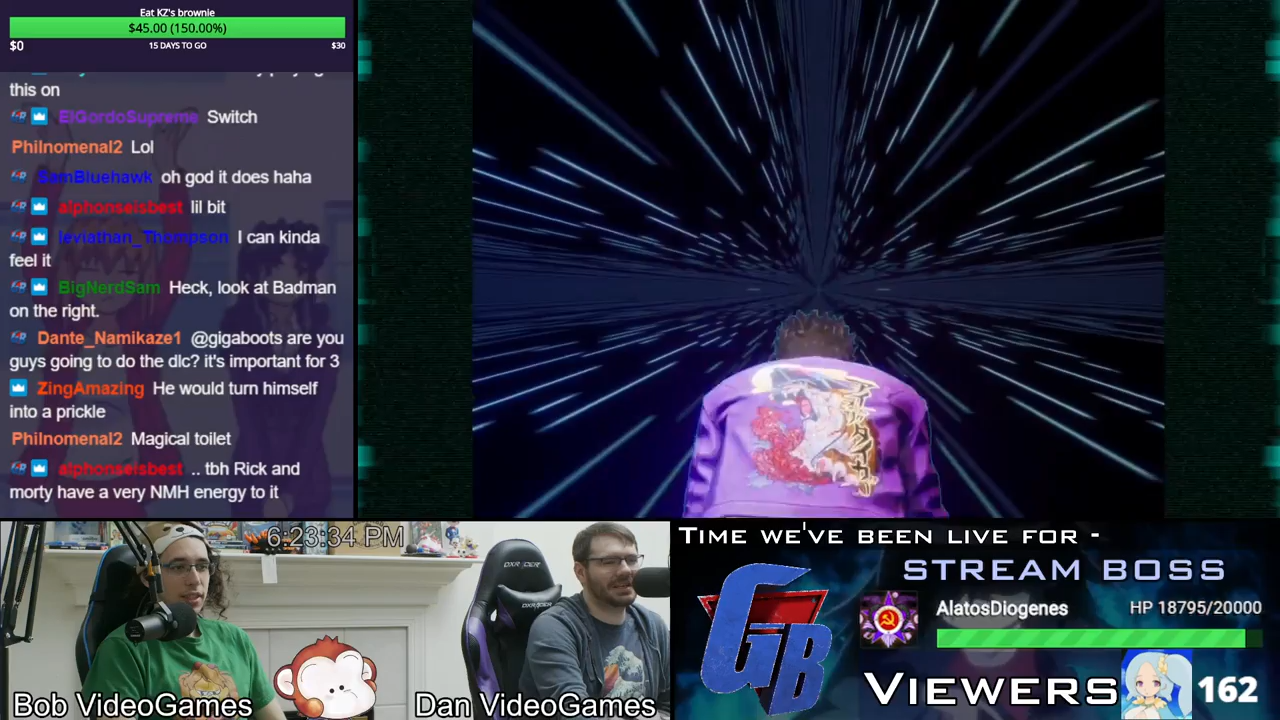 Eat KZ's brownie
$45.00 (150.00%)
$0 15 DAYS TO GO $30
this on
ElGordoSupreme Switch
Philnomenal2 Lol
SamBluehawk oh god it does haha
alphonseisbest lil bit
leviathan_Thompson I can kinda
feel it
BigNerdSam Heck, look at Badman
on the right.
Dante_Namikaze1 @gigaboots are you
guys going to do the dlc? it's important for 3
ZingAmazing He would turn himself
into a prickle
Philnomenal2 Magical toilet
alphonseisbest .. tbh Rick and
morty have a very NMH energy to it
6:23:34 PM
DXRACER
DXRACER
Bob VideoGames
Dan VideoGames
Time we've been live for -
STREAM BOSS
GB
AlatosDiogenes HP 18795/20000
Viewers 162